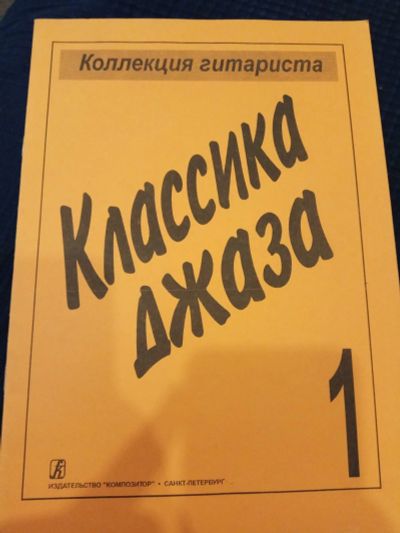 Коллекция гитариста
Классика
джаза
1
ИЗДАТЕЛЬСТВО "КОМПОЗИТОР" • САНКТ-ПЕТЕРБУРГ